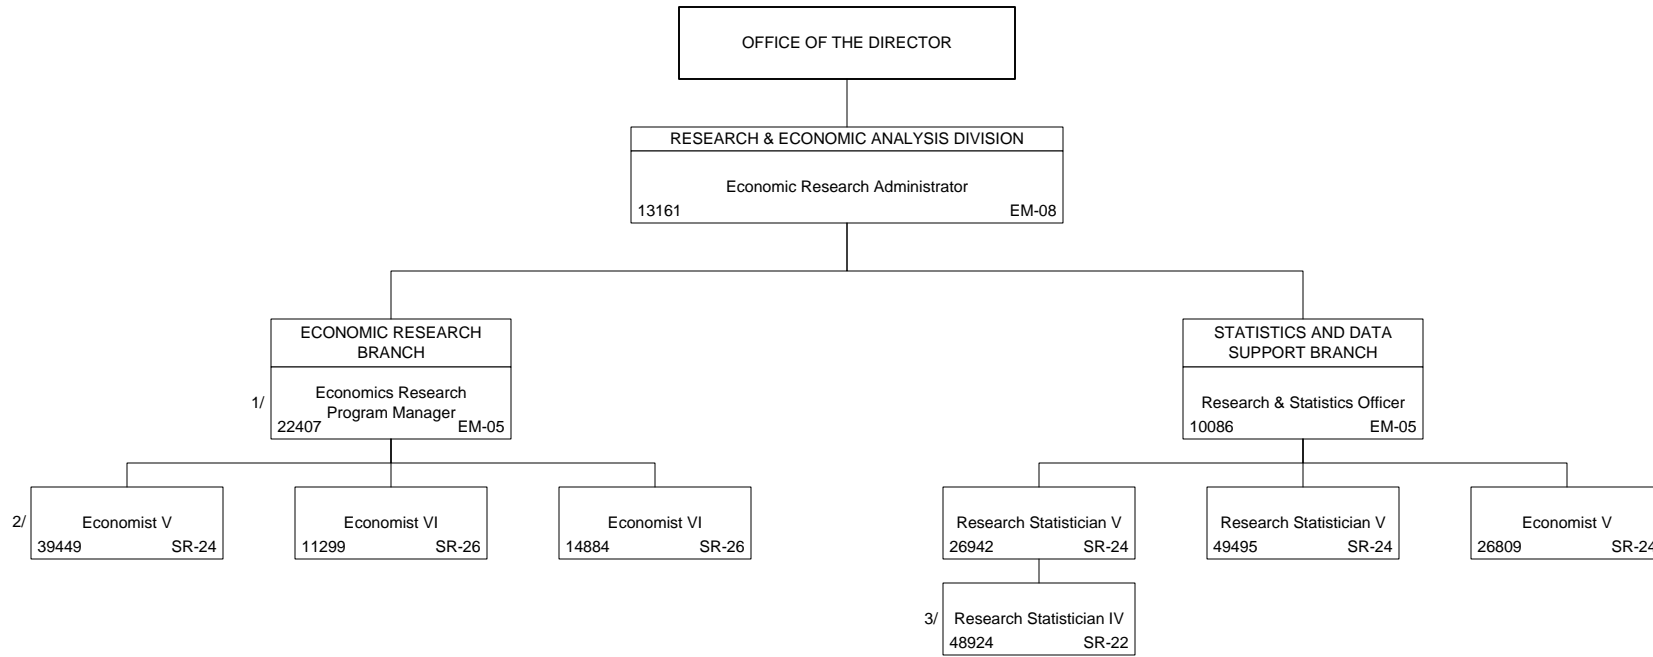 OFFICE OF THE DIRECTOR
RESEARCH & ECONOMIC ANALYSIS DIVISION
Economic Research Administrator
13161 EM-08
ECONOMIC RESEARCH
BRANCH
1/
Economics Research
Program Manager
22407 EM-05
STATISTICS AND DATA
SUPPORT BRANCH
Research & Statistics Officer
10086 EM-05
2/
Economist V
39449 SR-24
Economist VI
11299 SR-26
Economist VI
14884 SR-26
Research Statistician V
26942 SR-24
Research Statistician V
49495 SR-24
Economist V
26809 SR-24
3/
Research Statistician IV
48924 SR-22